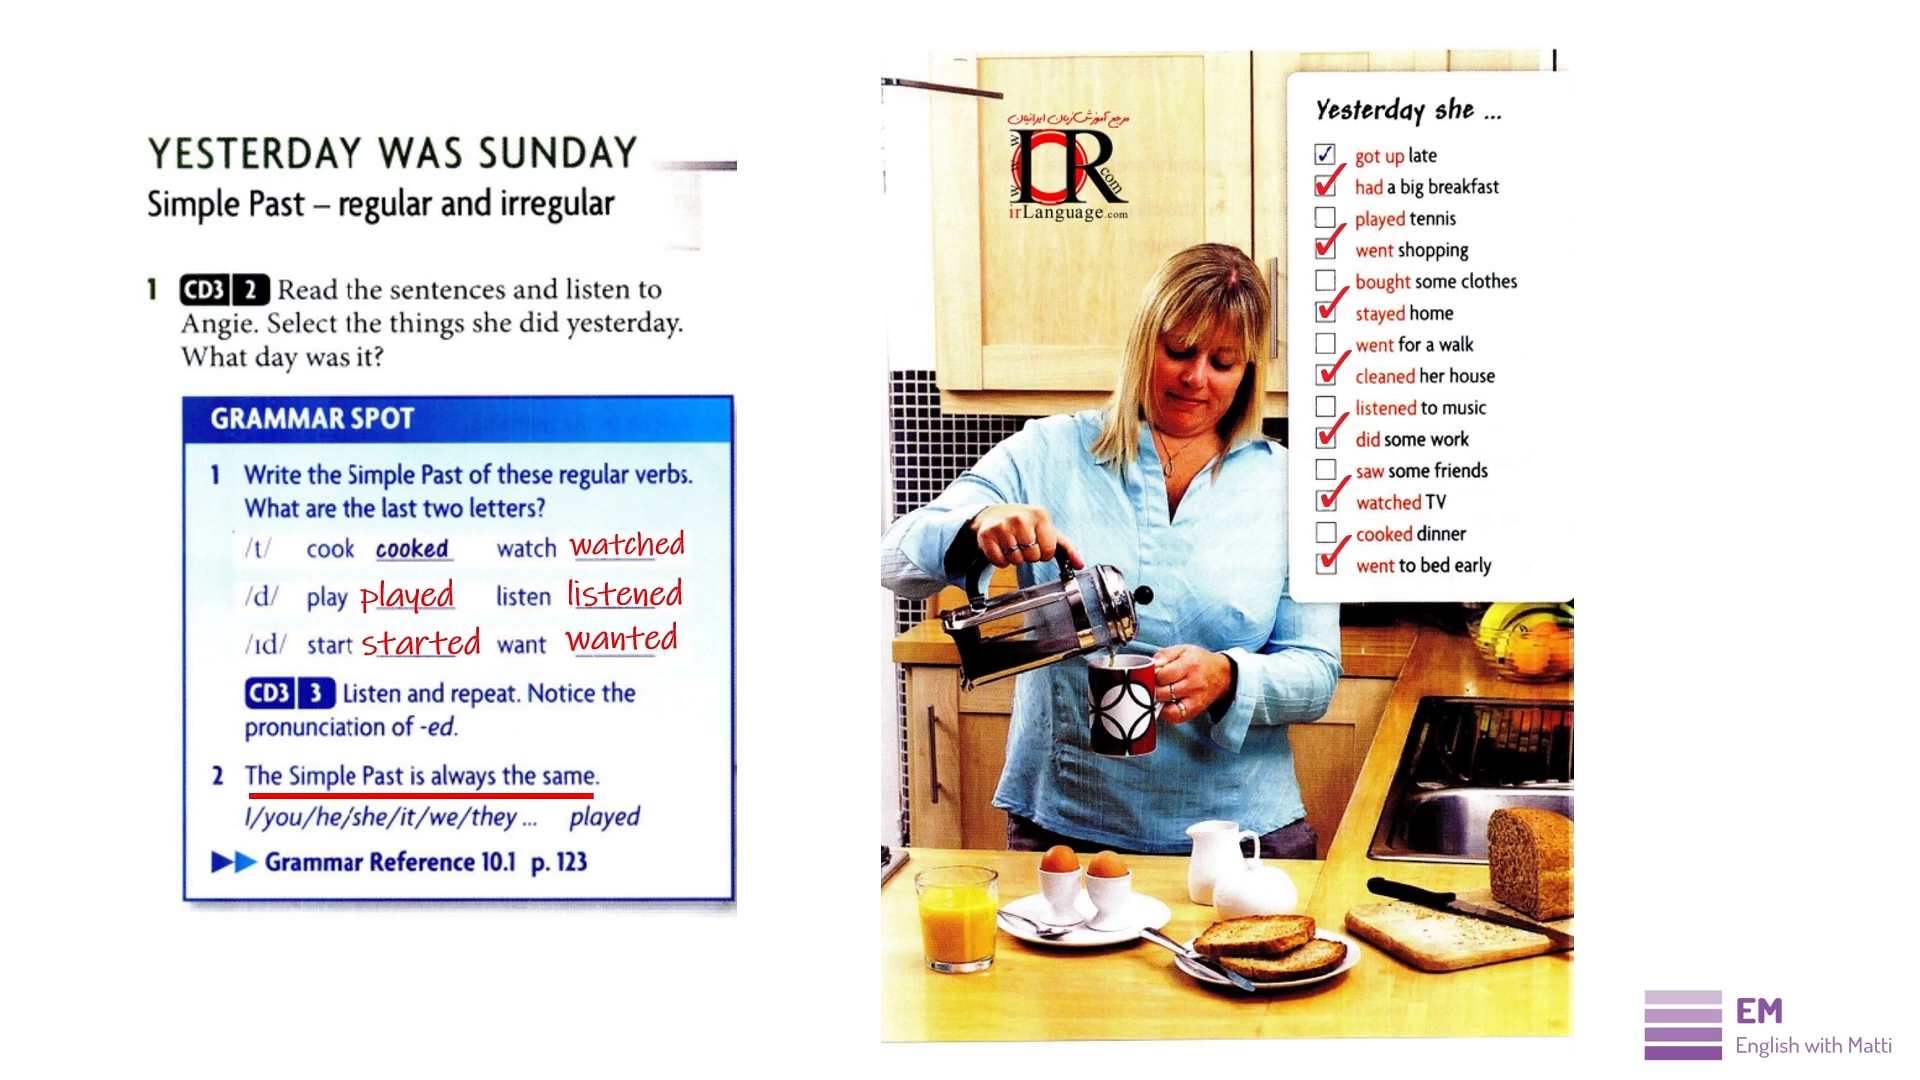 YESTERDAY WAS SUNDAY
Simple Past – regular and irregular
1 CD3 2 Read the sentences and listen to
Angie. Select the things she did yesterday.
What day was it?
GRAMMAR SPOT
1 Write the Simple Past of these regular verbs.
What are the last two letters?
/t/ cook cooked watch watched
/d/ play played listen listened
/ɪd/ start started want wanted
CD3 3 Listen and repeat. Notice the
pronunciation of -ed.
2 The Simple Past is always the same.
I/you/he/she/it/we/they ... played
Grammar Reference 10.1 p. 123
مرجع آموزش زبان ایرانیان
www
IR
.com
irLanguage.com
Yesterday she ...
got up late
had a big breakfast
played tennis
went shopping
bought some clothes
stayed home
went for a walk
cleaned her house
listened to music
did some work
saw some friends
watched TV
cooked dinner
went to bed early
EM
English with Matti